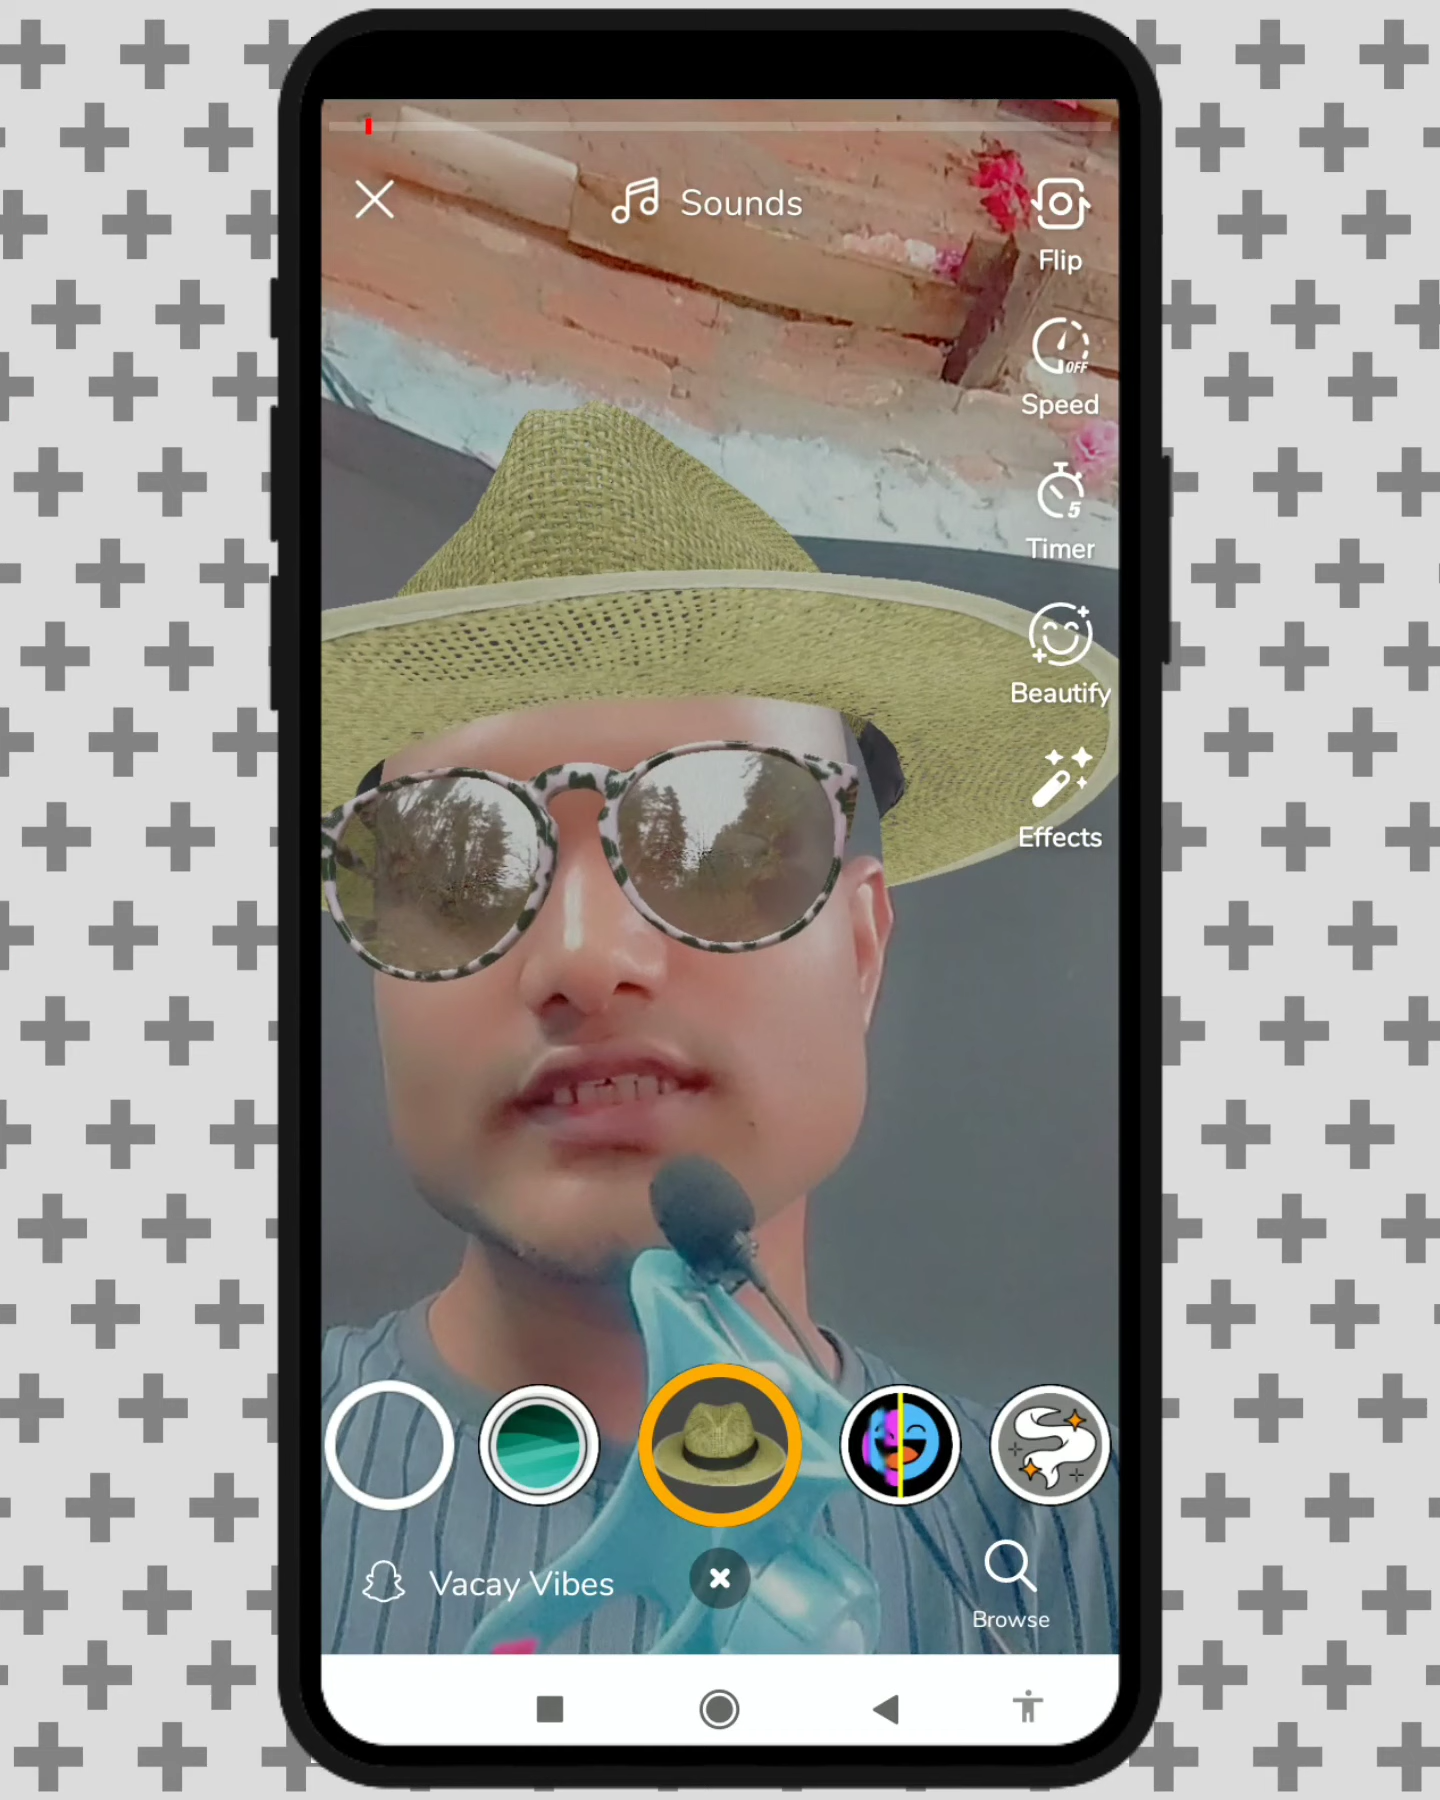 Sounds
Flip
OFF
Speed
5
Timer
Beautify
Effects
Vacay Vibes
Browse